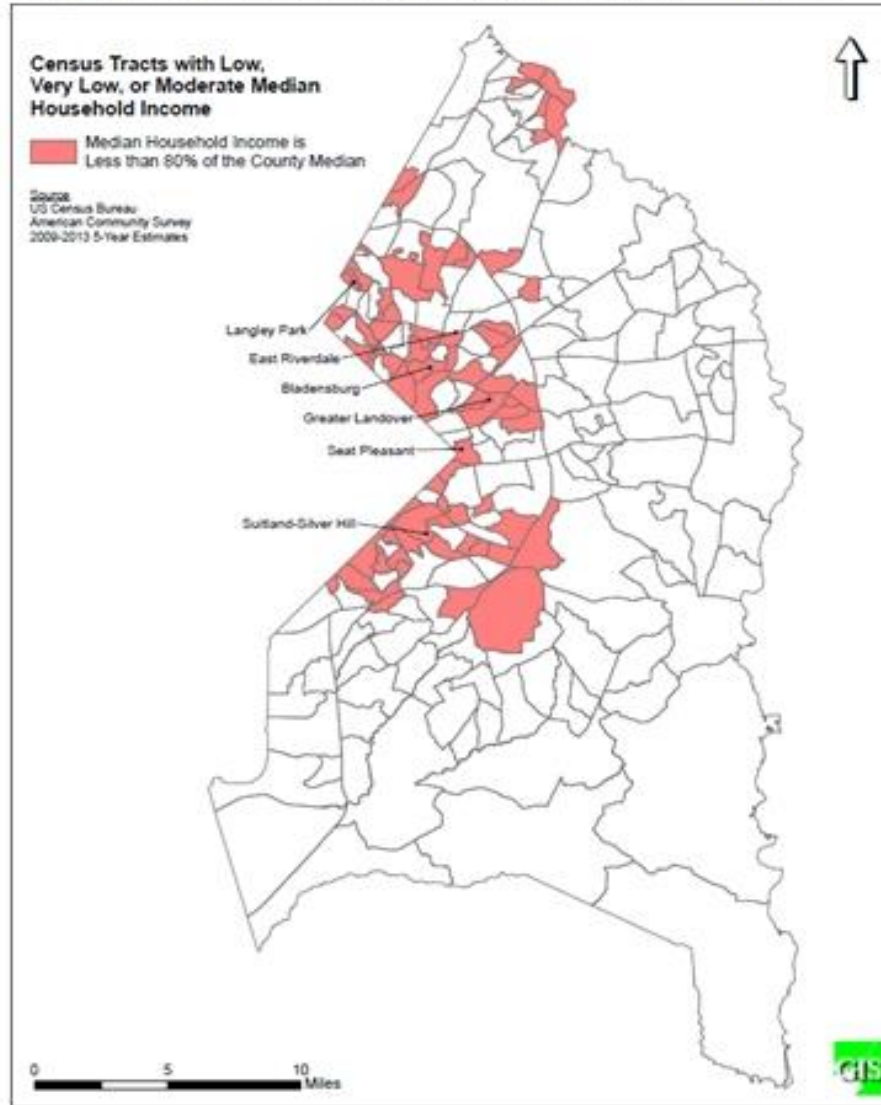 Census Tracts with Low,
Very Low, or Moderate Median
Household Income
Median Household Income is
Less than 80% of the County Median
Source
US Census Bureau
American Community Survey
2009-2013 5-Year Estimates
Langley Park
East Riverdale
Bladensburg
Greater Landover
Seat Pleasant
Suitland-Silver Hill
0 5 10
Miles
GIS